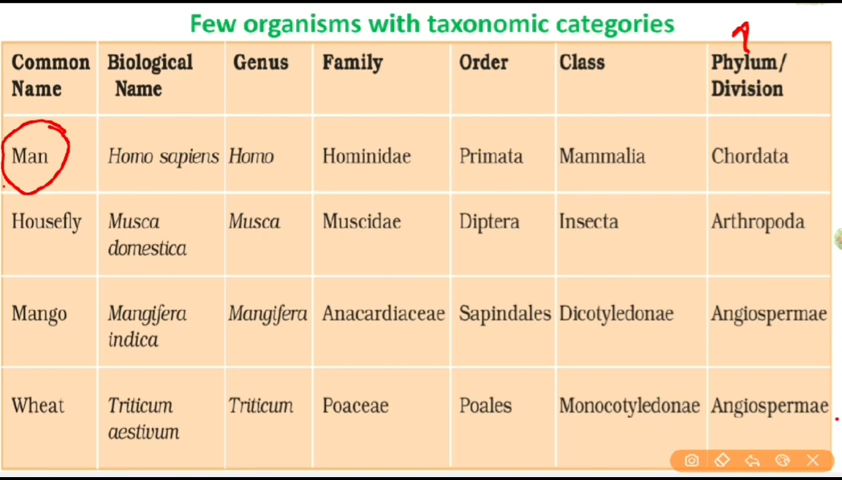 Few organisms with taxonomic categories
Common Name Biological Name Genus Family Order Class Phylum/ Division
Man Homo sapiens Homo Hominidae Primata Mammalia Chordata
Housefly Musca domestica Musca Muscidae Diptera Insecta Arthropoda
Mango Mangifera indica Mangifera Anacardiaceae Sapindales Dicotyledonae Angiospermae
Wheat Triticum aestivum Triticum Poaceae Poales Monocotyledonae Angiospermae